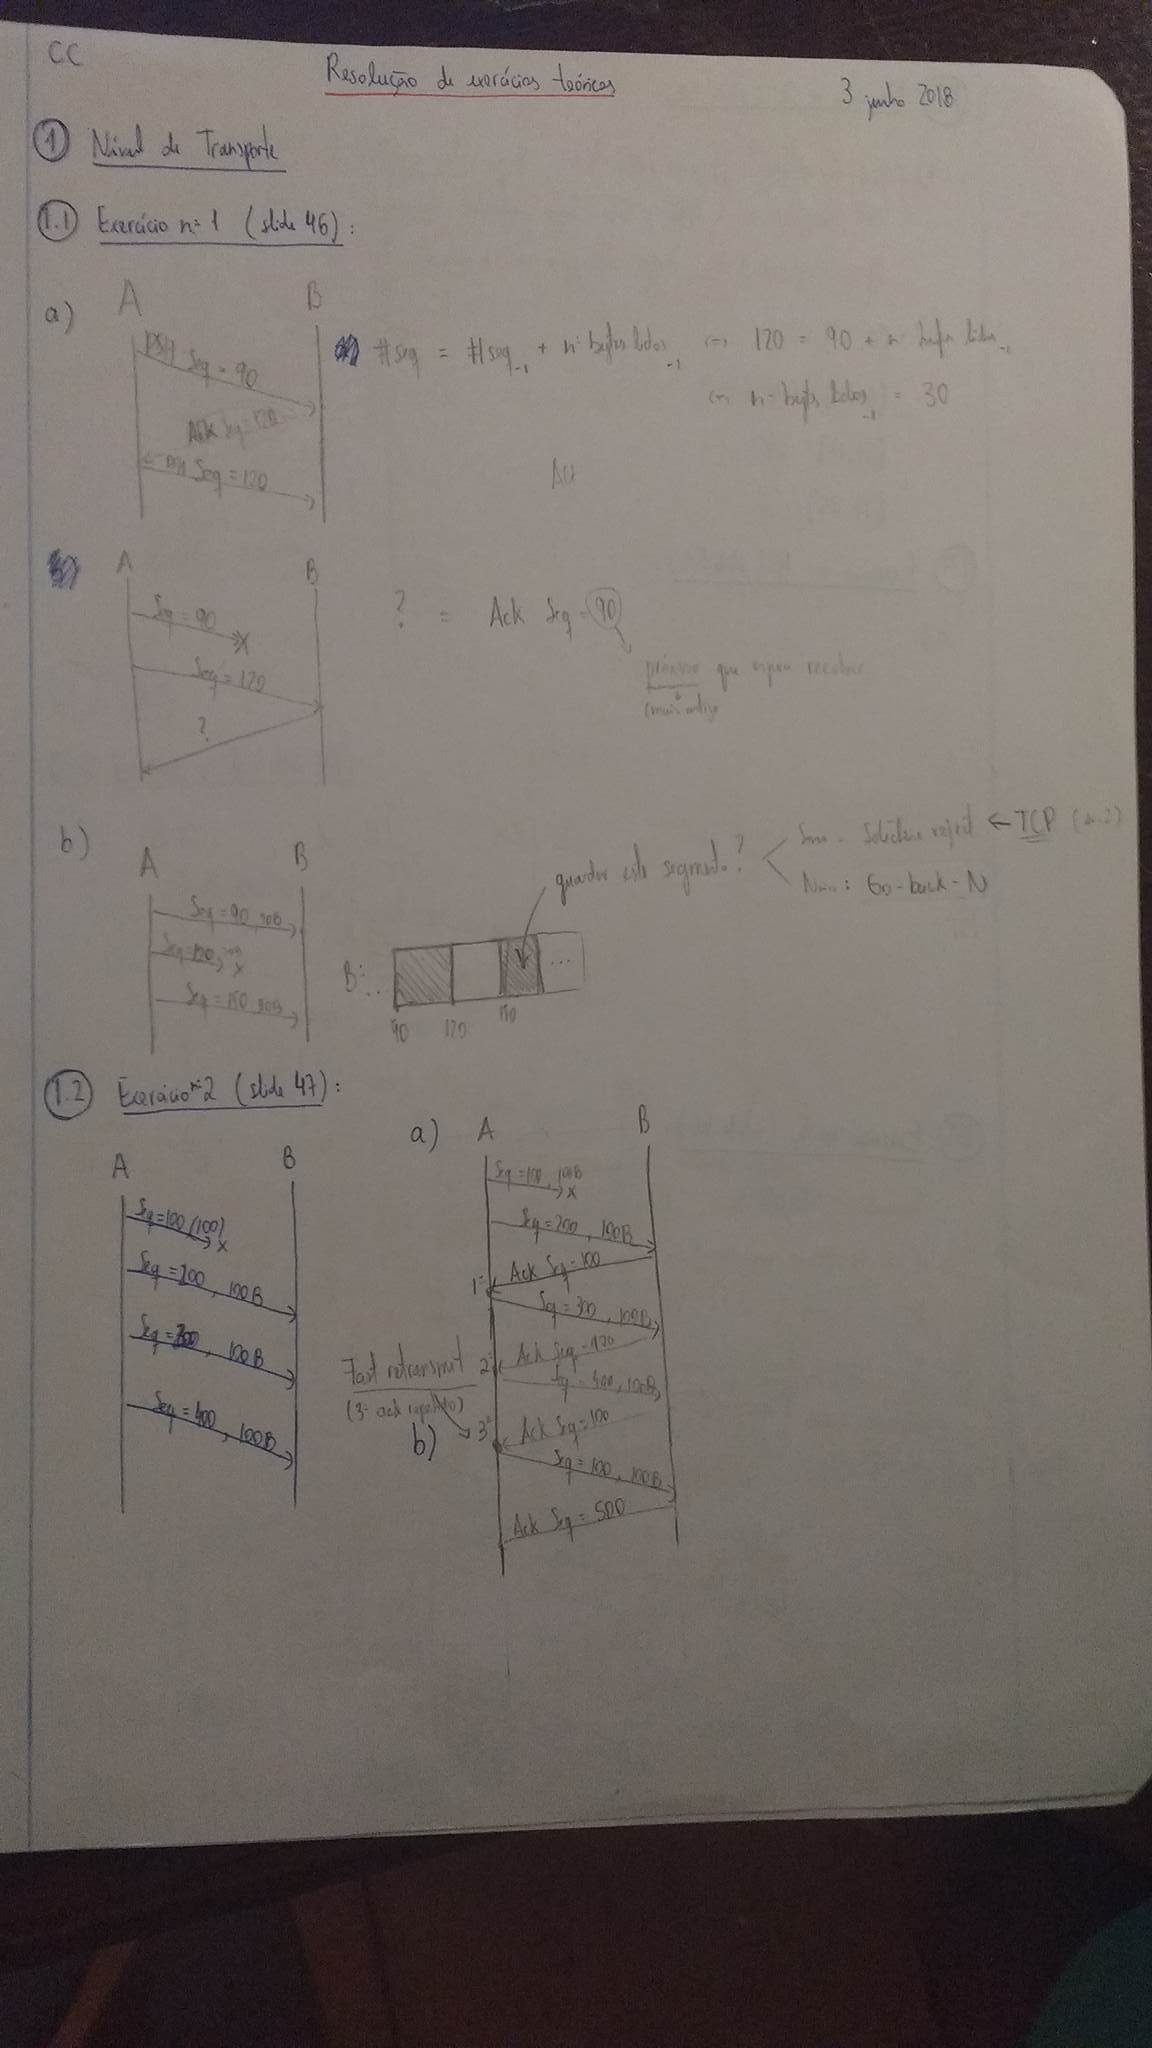 CC
Resolução de exercícios teóricos
3 junho 2018
1 Nível de Transporte
1.1 Exercício nº 1 (slide 46):
a)
A B
PSH Seq = 90
Ack Seq = 120
PSH Seq = 120
#seq = #seq-1 + nº bytes lidos-1 ⇔ 120 = 90 + nº bytes lidos-1
⇔ nº bytes lidos-1 = 30
A B
Seq = 90
x
Seq = 120
?
? = Ack Seq = 90
próximo que espera receber
(mais antigo
b)
A B
Seq = 90, 30B
Seq = 120,
x
Seq = 150
guardar este segmento?
Sim: selective reject ← TCP
Não: Go-back-N
B: ...
90 120 150
1.2 Exercício nº 2 (slide 47):
A B
Seq = 100 (100)
x
Seq = 200, 100B
Seq = 300, 100B
Seq = 400, 100B
a)
A B
Seq = 100, 100B
x
Seq = 200, 100B
1º Ack Seq = 100
Seq = 300, 100B
2º Ack Seq = 100
Seq = 400, 100B
Fast retransmit
(3º ack repetido)
b)
3º Ack Seq = 100
Seq = 100, 100B
Ack Seq = 500